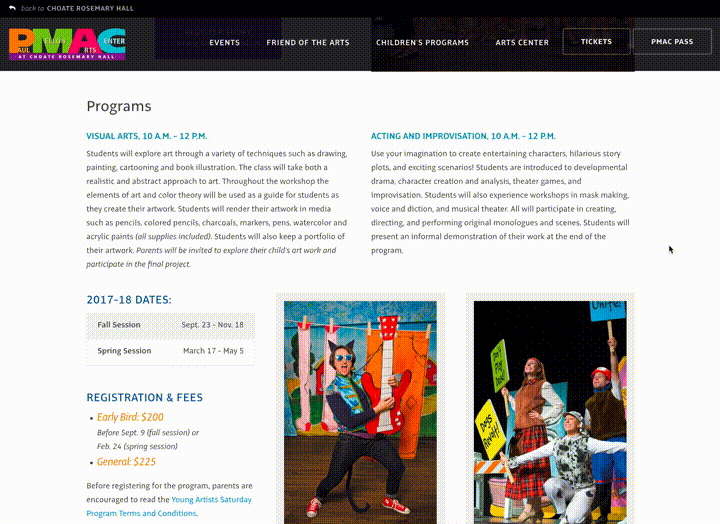 back to CHOATE ROSEMARY HALL
PMAC
PAUL MELLON ARTS CENTER
AT CHOATE ROSEMARY HALL
EVENTS
FRIEND OF THE ARTS
CHILDREN'S PROGRAMS
ARTS CENTER
TICKETS
PMAC PASS
Programs
VISUAL ARTS, 10 A.M. - 12 P.M.
Students will explore art through a variety of techniques such as drawing,
painting, cartooning and book illustration. The class will take both a
realistic and abstract approach to art. Throughout the workshop the
elements of art and color theory will be used as a guide for students as
they create their artwork. Students will render their artwork in media
such as pencils, colored pencils, charcoals, markers, pens, watercolor and
acrylic paints (all supplies included). Students will also keep a portfolio of
their artwork. Parents will be invited to explore their child's art work and
participate in the final project.
ACTING AND IMPROVISATION, 10 A.M. - 12 P.M.
Use your imagination to create entertaining characters, hilarious story
plots, and exciting scenarios! Students are introduced to developmental
drama, character creation and analysis, theater games, and
improvisation. Students will also experience workshops in mask making,
voice and diction, and musical theater. All will participate in creating,
directing, and performing original monologues and scenes. Students will
present an informal demonstration of their work at the end of the
program.
2017-18 DATES:
Fall Session Sept. 23 - Nov. 18
Spring Session March 17 - May 5
REGISTRATION & FEES
Early Bird: $200
Before Sept. 9 (fall session) or
Feb. 24 (spring session)
General: $225
Before registering for the program, parents are
encouraged to read the Young Artists Saturday
Program Terms and Conditions.